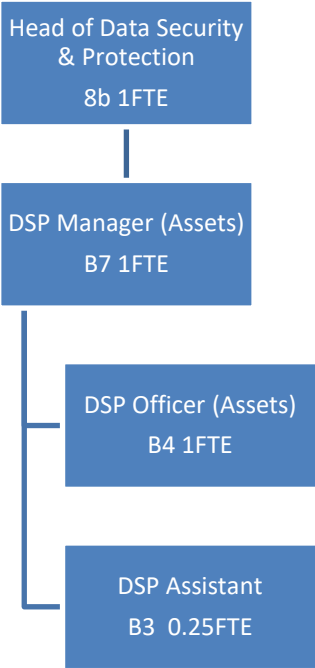 Head of Data Security
& Protection
8b 1FTE
DSP Manager (Assets)
B7 1FTE
DSP Officer (Assets)
B4 1FTE
DSP Assistant
B3  0.25FTE